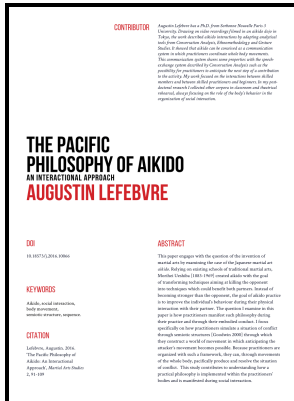 CONTRIBUTOR
Augustin Lefebvre has a PhD. from Sorbonne Nouvelle Paris 3
University. Drawing on video recordings filmed in an aikido dojo in
Tokyo, the work described aikido interactions by adapting analytical
tools from Conversation Analysis, Ethnomethodology and Gesture
Studies. It showed that aikido can be conceived as a communication
system in which practitioners coordinate whole body movements.
This communication system shares some properties with the speech
exchange system described by Conversation Analysis such as the
possibility for practitioners to anticipate the next step of a contribution
to the activity. My work focused on the interactions between skilled
members and between skilled practitioners and beginners. In my post
doctoral research I collected other corpora in classroom and theatrical
rehearsal, always focusing on the role of the body's behavior in the
organization of social interaction.
THE PACIFIC
PHILOSOPHY OF AIKIDO
AN INTERACTIONAL APPROACH
AUGUSTIN LEFEBVRE
DOI
10.18573/j.2016.10066
KEYWORDS
Aikido, social interaction,
body movement,
semiotic structure, sequence.
CITATION
Lefebvre, Augustin, 2016.
'The Pacific Philosophy of
Aikido: An Interactional
Approach', Martial Arts Studies
2, 91-109
ABSTRACT
This paper engages with the question of the invention of
martial arts by examining the case of the Japanese martial art
aikido. Relying on existing schools of traditional martial arts,
Morihei Ueshiba [1883-1969] created aikido with the goal
of transforming techniques aiming at killing the opponent
into techniques which could benefit both partners. Instead of
becoming stronger than the opponent, the goal of aikido practice
is to improve the individual's behaviour during their physical
interaction with their partner. The question I examine in this
paper is how practitioners manifest such philosophy during
their practice and through their embodied conduct. I focus
specifically on how practitioners simulate a situation of conflict
through semiotic structures [Goodwin 2000] through which
they construct a world of movement in which anticipating the
attacker's movement becomes possible. Because practitioners are
organized with such a framework, they can, through movements
of the whole body, pacifically produce and resolve the situation
of conflict. This study contributes to understanding how a
practical philosophy is implemented within the practitioners'
bodies and is manifested during social interaction.